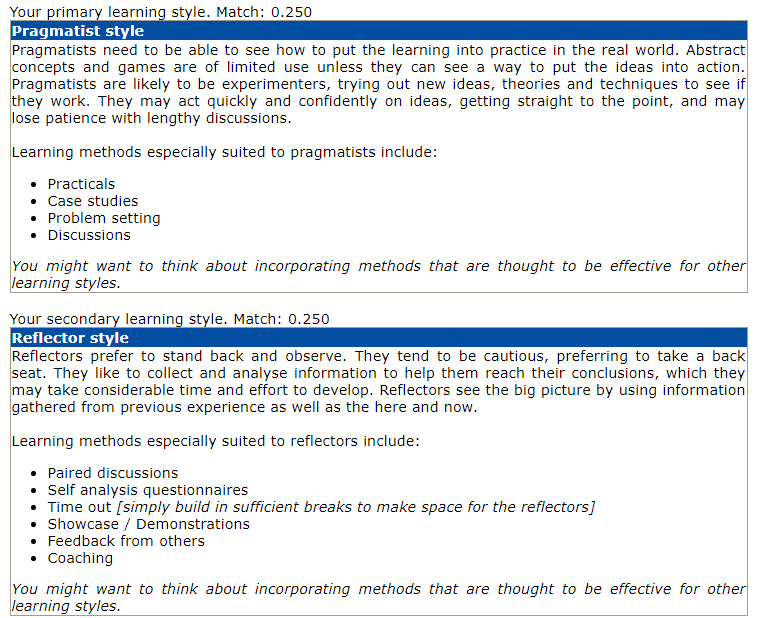 Your primary learning style. Match: 0.250
Pragmatist style
Pragmatists need to be able to see how to put the learning into practice in the real world. Abstract
concepts and games are of limited use unless they can see a way to put the ideas into action.
Pragmatists are likely to be experimenters, trying out new ideas, theories and techniques to see if
they work. They may act quickly and confidently on ideas, getting straight to the point, and may
lose patience with lengthy discussions.
Learning methods especially suited to pragmatists include:
• Practicals
• Case studies
• Problem setting
• Discussions
You might want to think about incorporating methods that are thought to be effective for other
learning styles.
Your secondary learning style. Match: 0.250
Reflector style
Reflectors prefer to stand back and observe. They tend to be cautious, preferring to take a back
seat. They like to collect and analyse information to help them reach their conclusions, which they
may take considerable time and effort to develop. Reflectors see the big picture by using information
gathered from previous experience as well as the here and now.
Learning methods especially suited to reflectors include:
• Paired discussions
• Self analysis questionnaires
• Time out [simply build in sufficient breaks to make space for the reflectors]
• Showcase / Demonstrations
• Feedback from others
• Coaching
You might want to think about incorporating methods that are thought to be effective for other
learning styles.